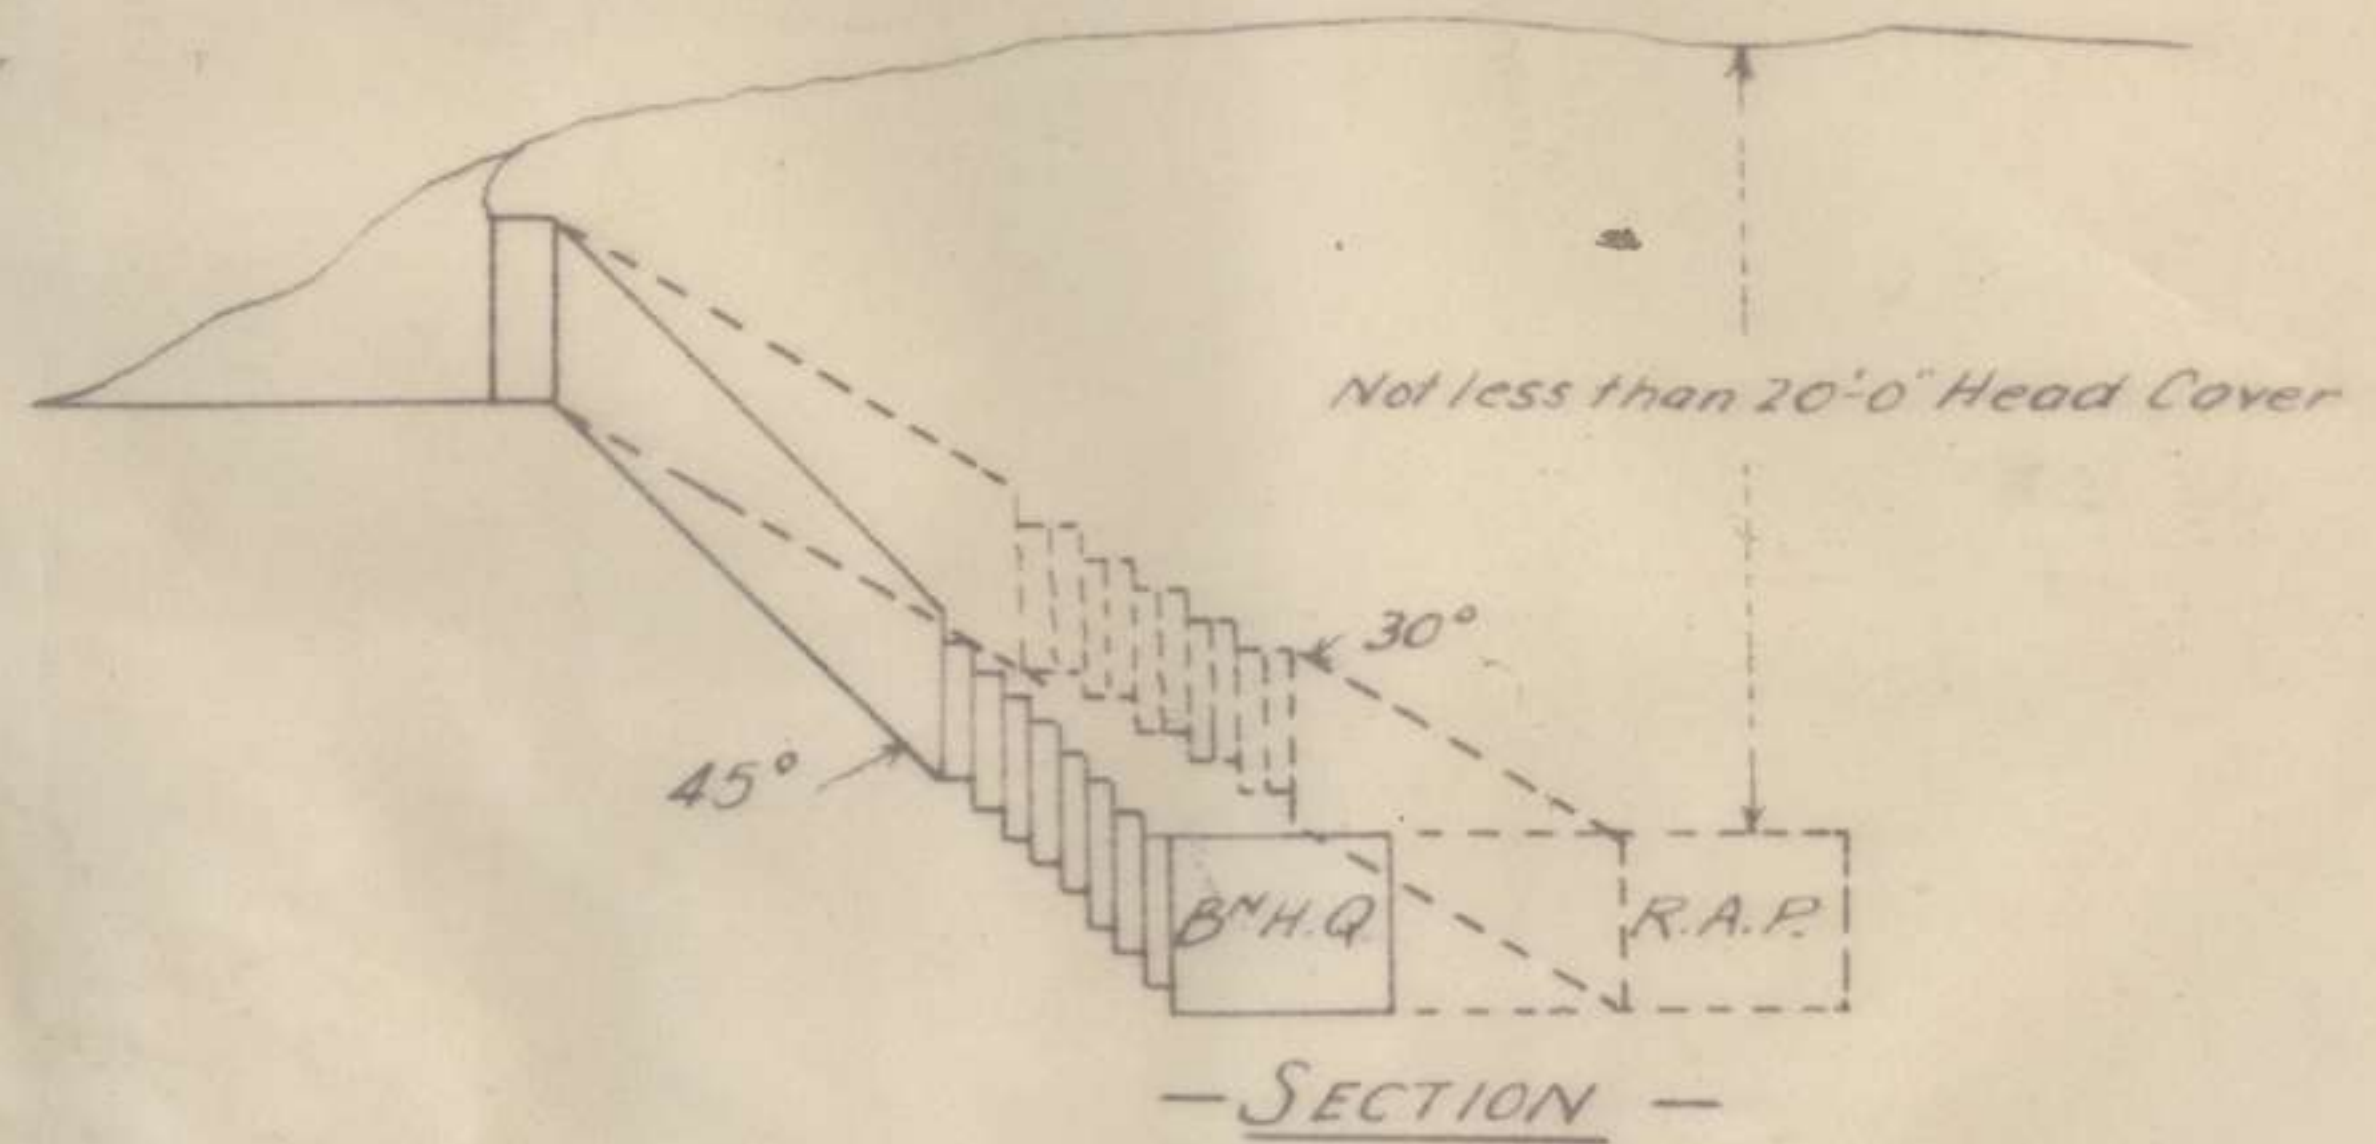 Not less than 20'-0" Head Cover
30°
45°
Bᴺ H.Q.
R.A.P.
— SECTION —